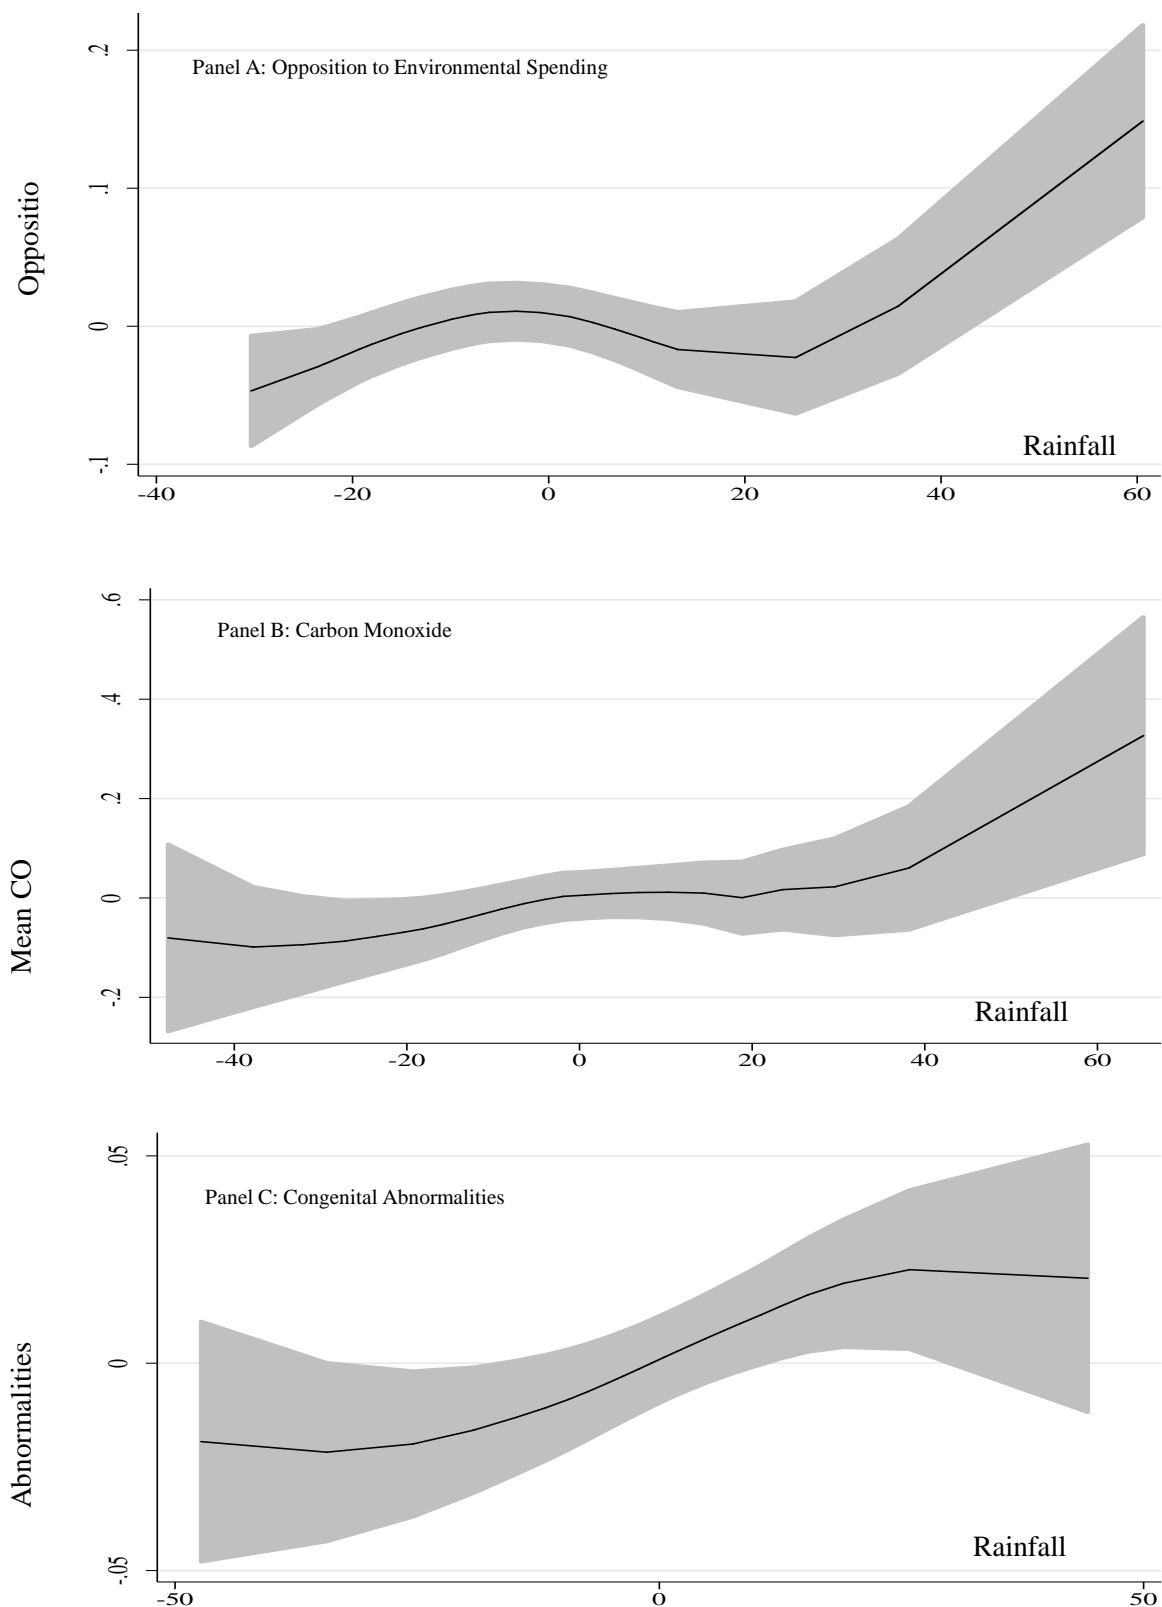 Panel A: Opposition to Environmental Spending
Oppositio
.2
.1
0
-.1
Rainfall
-40 -20 0 20 40 60
Panel B: Carbon Monoxide
Mean CO
.6
.4
.2
0
-.2
Rainfall
-40 -20 0 20 40 60
Panel C: Congenital Abnormalities
Abnormalities
.05
0
-.05
Rainfall
-50 0 50